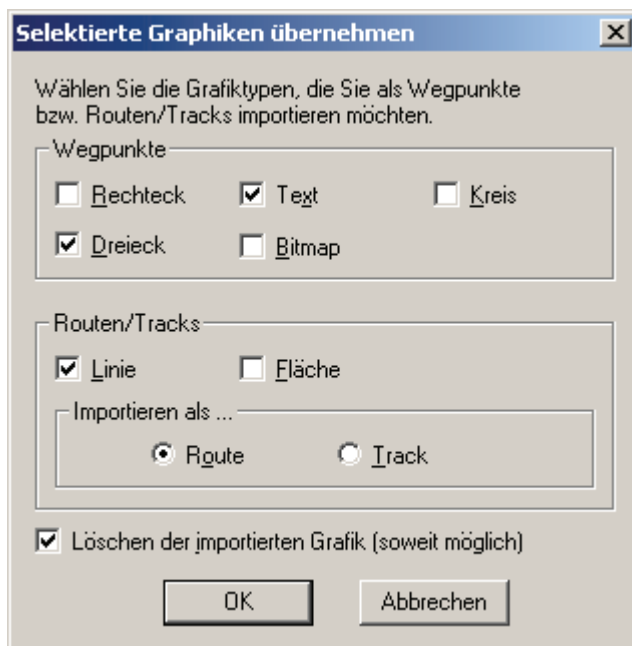 Selektierte Graphiken übernehmen
Wählen Sie die Grafiktypen, die Sie als Wegpunkte
bzw. Routen/Tracks importieren möchten.
Wegpunkte
Rechteck Text Kreis
Dreieck Bitmap
Routen/Tracks
Linie Fläche
Importieren als ...
Route Track
Löschen der importierten Grafik (soweit möglich)
OK Abbrechen